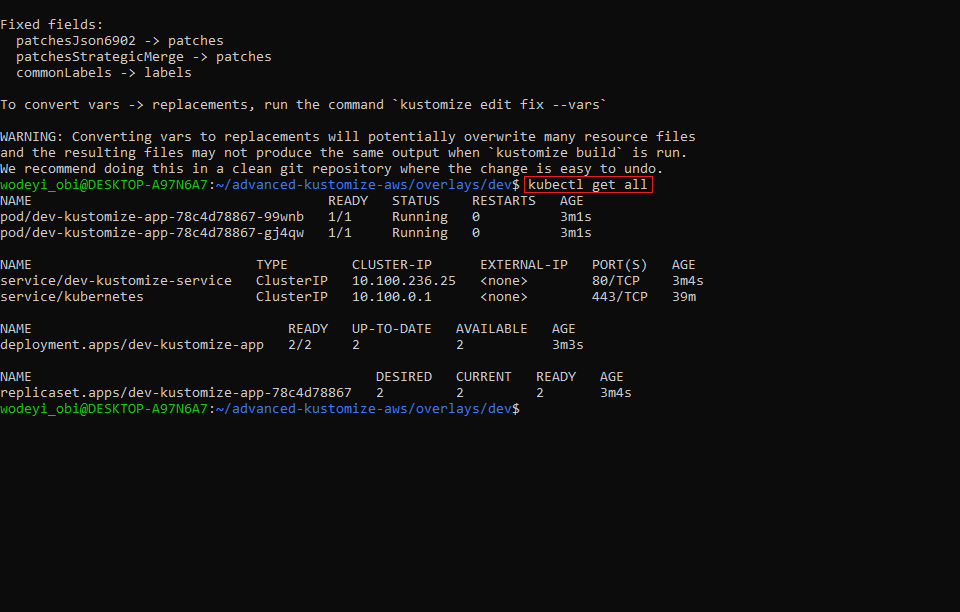 Fixed fields:
  patchesJson6902 -> patches
  patchesStrategicMerge -> patches
  commonLabels -> labels

To convert vars -> replacements, run the command `kustomize edit fix --vars`

WARNING: Converting vars to replacements will potentially overwrite many resource files
and the resulting files may not produce the same output when `kustomize build` is run.
We recommend doing this in a clean git repository where the change is easy to undo.
wodeyi_obi@DESKTOP-A97N6A7:~/advanced-kustomize-aws/overlays/dev$ kubectl get all
NAME                                     READY   STATUS    RESTARTS   AGE
pod/dev-kustomize-app-78c4d78867-99wnb   1/1     Running   0          3m1s
pod/dev-kustomize-app-78c4d78867-gj4qw   1/1     Running   0          3m1s

NAME                            TYPE        CLUSTER-IP      EXTERNAL-IP   PORT(S)   AGE
service/dev-kustomize-service   ClusterIP   10.100.236.25   <none>        80/TCP    3m4s
service/kubernetes              ClusterIP   10.100.0.1      <none>        443/TCP   39m

NAME                                READY   UP-TO-DATE   AVAILABLE   AGE
deployment.apps/dev-kustomize-app   2/2     2            2           3m3s

NAME                                           DESIRED   CURRENT   READY   AGE
replicaset.apps/dev-kustomize-app-78c4d78867   2         2         2       3m4s
wodeyi_obi@DESKTOP-A97N6A7:~/advanced-kustomize-aws/overlays/dev$